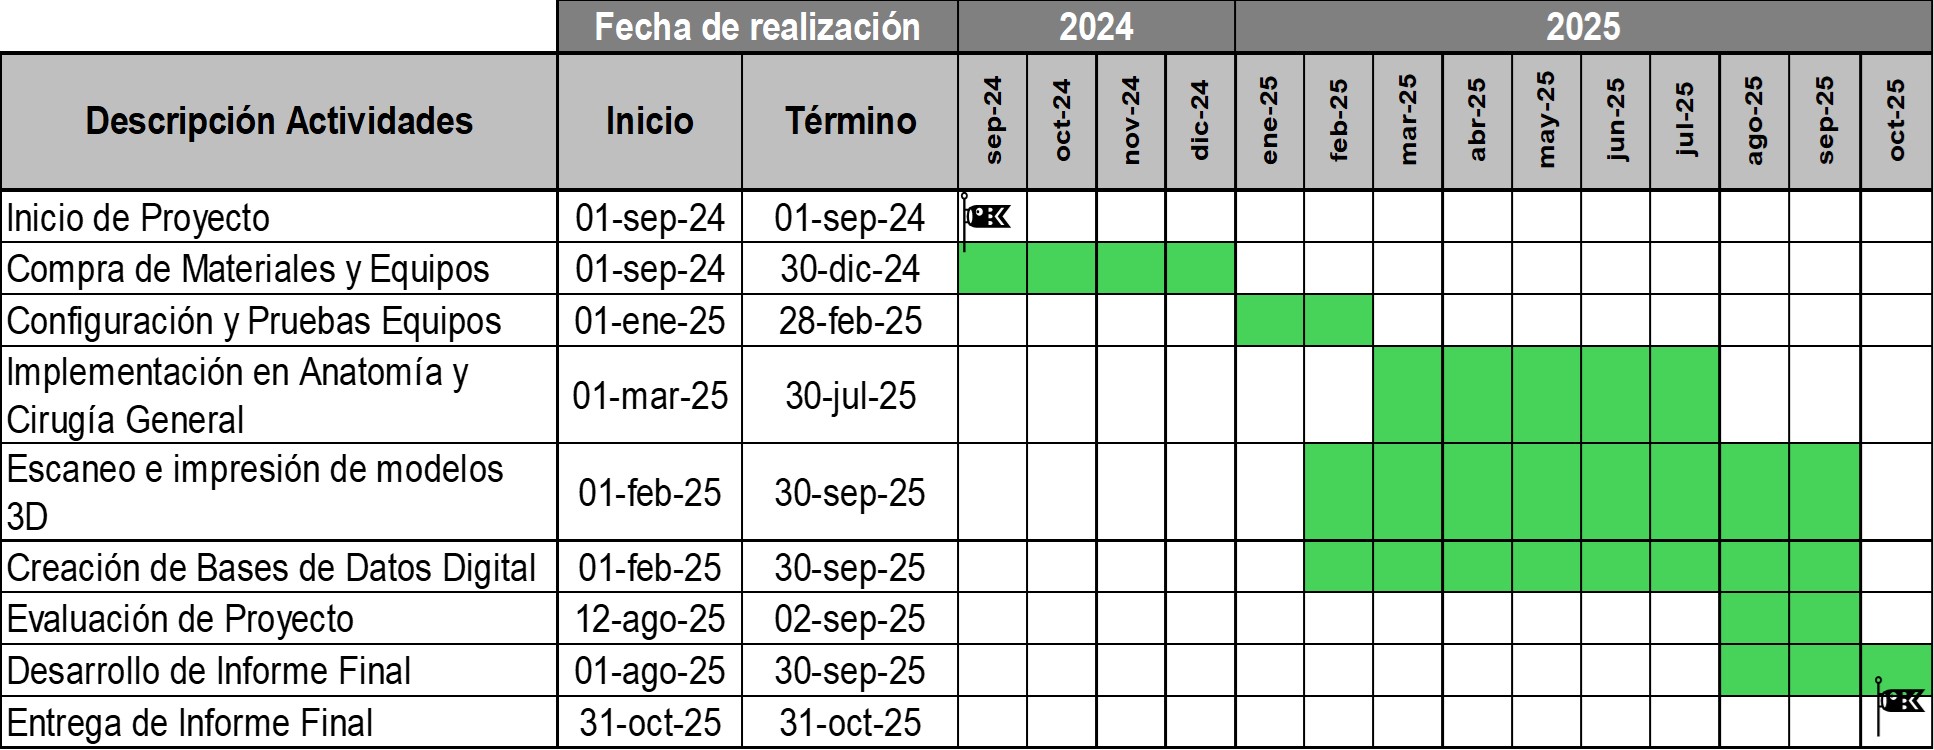 Fecha de realización 2024 2025
Descripción Actividades Inicio Término sep-24 oct-24 nov-24 dic-24 ene-25 feb-25 mar-25 abr-25 may-25 jun-25 jul-25 ago-25 sep-25 oct-25
Inicio de Proyecto 01-sep-24 01-sep-24
Compra de Materiales y Equipos 01-sep-24 30-dic-24
Configuración y Pruebas Equipos 01-ene-25 28-feb-25
Implementación en Anatomía y
Cirugía General 01-mar-25 30-jul-25
Escaneo e impresión de modelos
3D 01-feb-25 30-sep-25
Creación de Bases de Datos Digital 01-feb-25 30-sep-25
Evaluación de Proyecto 12-ago-25 02-sep-25
Desarrollo de Informe Final 01-ago-25 30-sep-25
Entrega de Informe Final 31-oct-25 31-oct-25